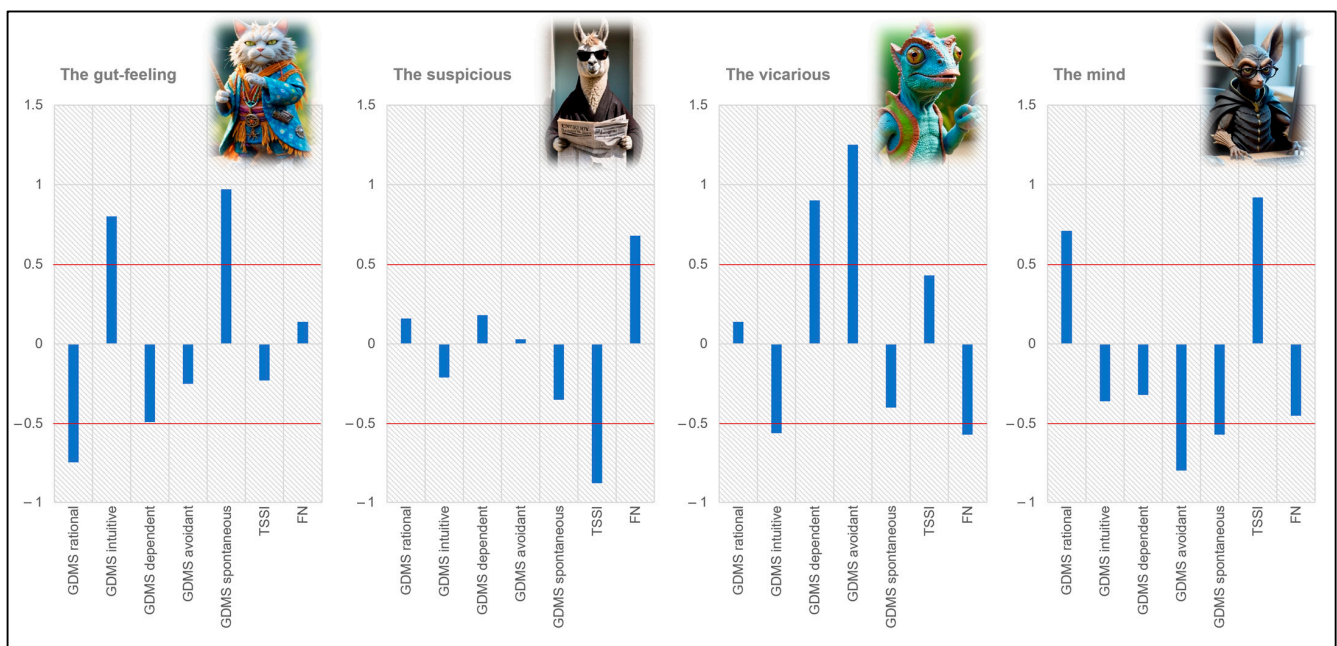 The gut-feeling
1.5
1
0.5
0
– 0.5
– 1
GDMS rational
GDMS intuitive
GDMS dependent
GDMS avoidant
GDMS spontaneous
TSSI
FN
The suspicious
1.5
1
0.5
0
– 0.5
– 1
GDMS rational
GDMS intuitive
GDMS dependent
GDMS avoidant
GDMS spontaneous
TSSI
FN
The vicarious
1.5
1
0.5
0
– 0.5
– 1
GDMS rational
GDMS intuitive
GDMS dependent
GDMS avoidant
GDMS spontaneous
TSSI
FN
The mind
1.5
1
0.5
0
– 0.5
– 1
GDMS rational
GDMS intuitive
GDMS dependent
GDMS avoidant
GDMS spontaneous
TSSI
FN